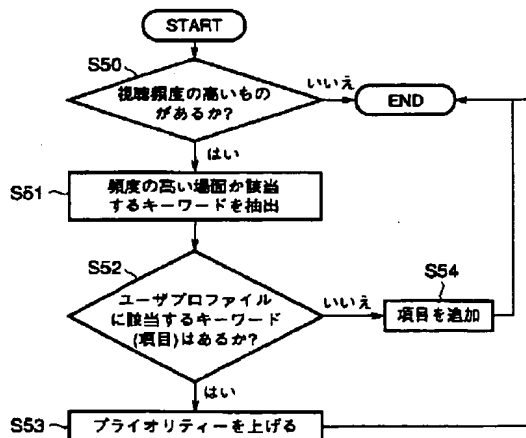 START
S50
視聴頻度の高いもの
があるか?
いいえ
END
はい
S51
頻度の高い場面か該当
するキーワードを抽出
S52
ユーザプロファイル
に該当するキーワード
(項目)はあるか?
いいえ
S54
項目を追加
はい
S53
プライオリティーを上げる